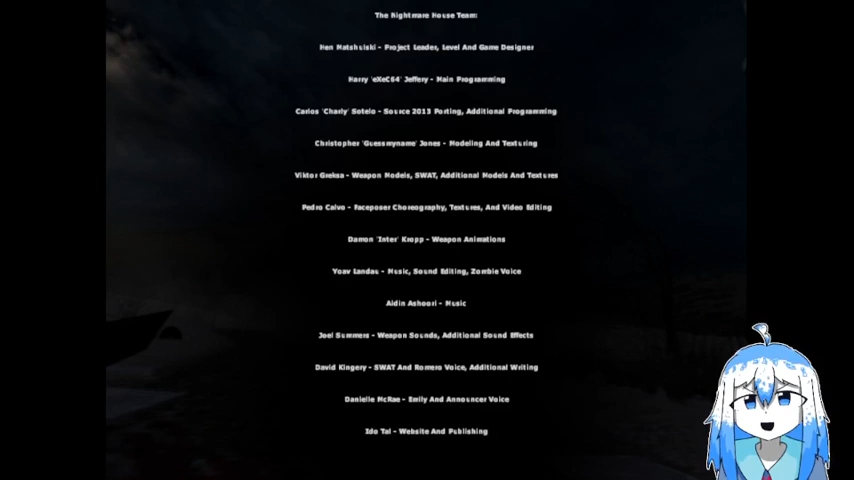 The Nightmare House Team:
Hen Matshulski - Project Leader, Level And Game Designer
Harry 'eXeC64' Jeffery - Main Programming
Carlos 'Charly' Sotelo - Source 2013 Porting, Additional Programming
Christopher 'Guessmyname' Jones - Modeling And Texturing
Viktor Greksa - Weapon Models, SWAT, Additional Models And Textures
Pedro Calvo - Faceposer Choreography, Textures, And Video Editing
Damon 'Inter' Kropp - Weapon Animations
Yoav Landau - Music, Sound Editing, Zombie Voice
Aidin Ashoori - Music
Joel Summers - Weapon Sounds, Additional Sound Effects
David Kingery - SWAT And Romero Voice, Additional Writing
Danielle McRae - Emily And Announcer Voice
Ido Tal - Website And Publishing